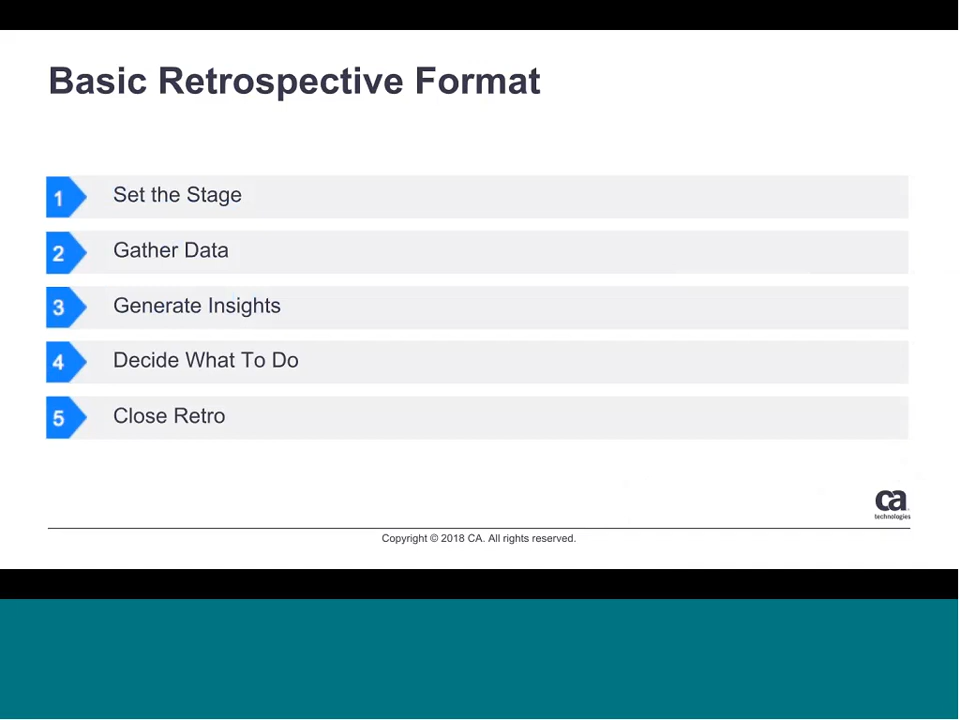 Basic Retrospective Format
1 Set the Stage
2 Gather Data
3 Generate Insights
4 Decide What To Do
5 Close Retro
ca
technologies
Copyright © 2018 CA. All rights reserved.